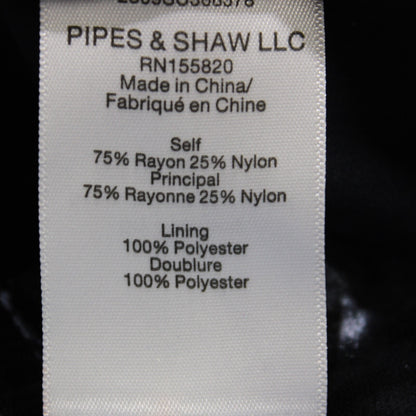 PIPES & SHAW LLC
RN155820
Made in China/
Fabriqué en Chine
Self
75% Rayon 25% Nylon
Principal
75% Rayonne 25% Nylon
Lining
100% Polyester
Doublure
100% Polyester